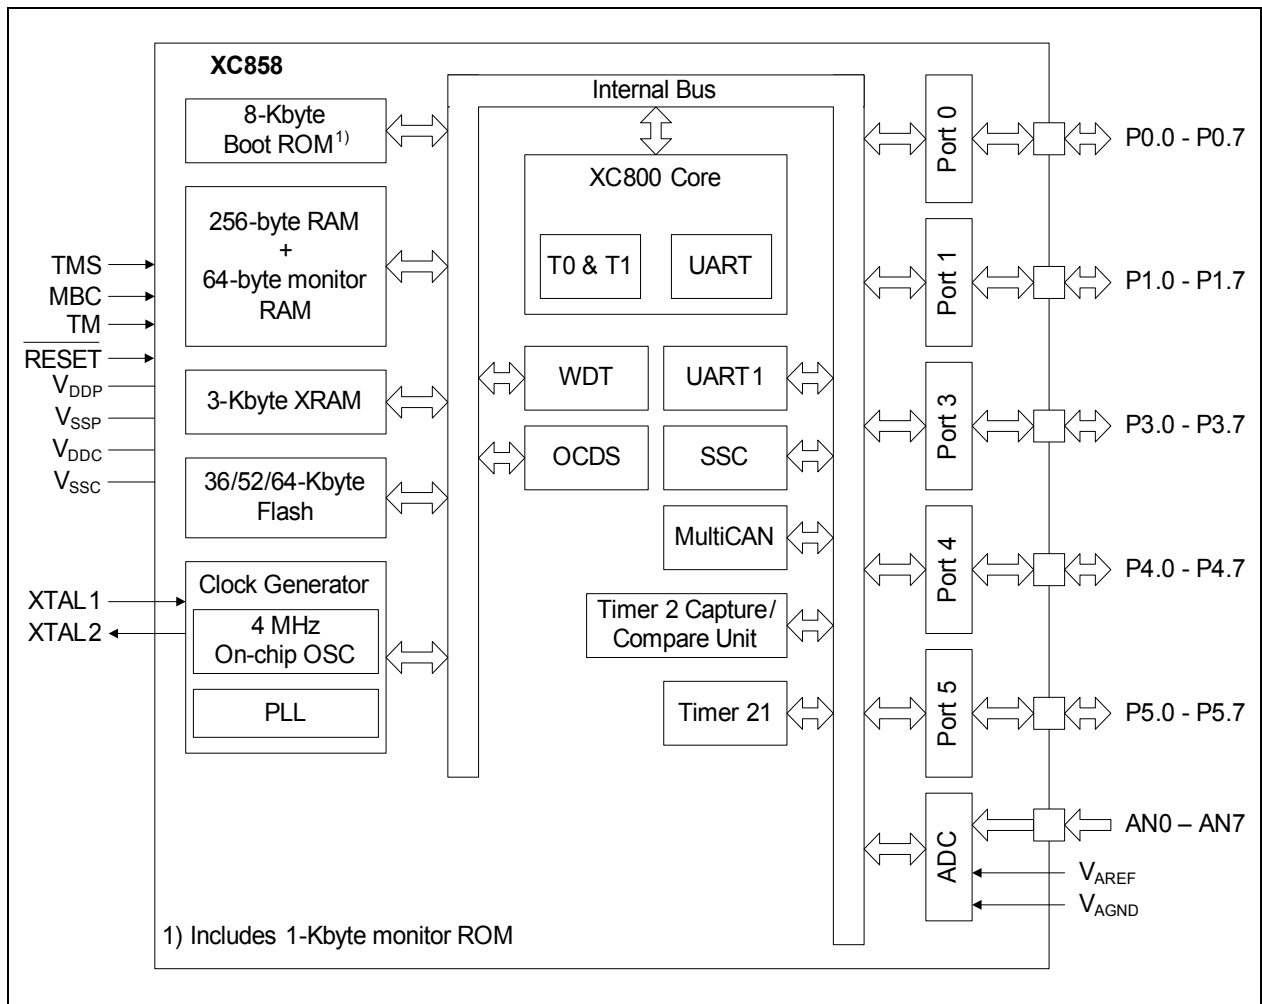 XC858
8-Kbyte
Boot ROM1)
256-byte RAM
+
64-byte monitor
RAM
3-Kbyte XRAM
36/52/64-Kbyte
Flash
Clock Generator
4 MHz
On-chip OSC
PLL
TMS
MBC
TM
RESET
VDDP
VSSP
VDDC
VSSC
XTAL1
XTAL2
Internal Bus
XC800 Core
T0 & T1
UART
WDT
UART1
OCDS
SSC
MultiCAN
Timer 2 Capture/
Compare Unit
Timer 21
Port 0
P0.0 - P0.7
Port 1
P1.0 - P1.7
Port 3
P3.0 - P3.7
Port 4
P4.0 - P4.7
Port 5
P5.0 - P5.7
ADC
AN0 – AN7
VAREF
VAGND
1) Includes 1-Kbyte monitor ROM